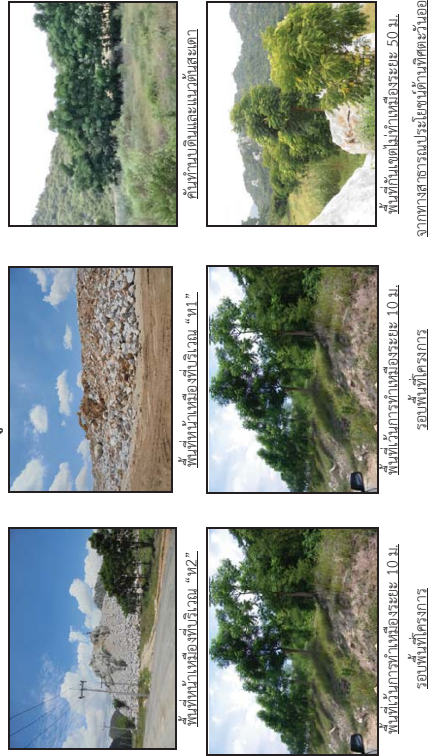 พื้นที่หน้าเหมืองที่บริเวณ “ห2”
พื้นที่หน้าเหมืองที่บริเวณ “ห1”
คันทำนบดินและแนวต้นสะเดา
พื้นที่เว้นการทำเหมืองระยะ 10 ม.
รอบพื้นที่โครงการ
พื้นที่เว้นการทำเหมืองระยะ 10 ม.
รอบพื้นที่โครงการ
พื้นที่กันเขตไม่ทำเหมืองระยะ 50 ม.
จากทางสาธารณประโยชน์ด้านทิศตะวันออ